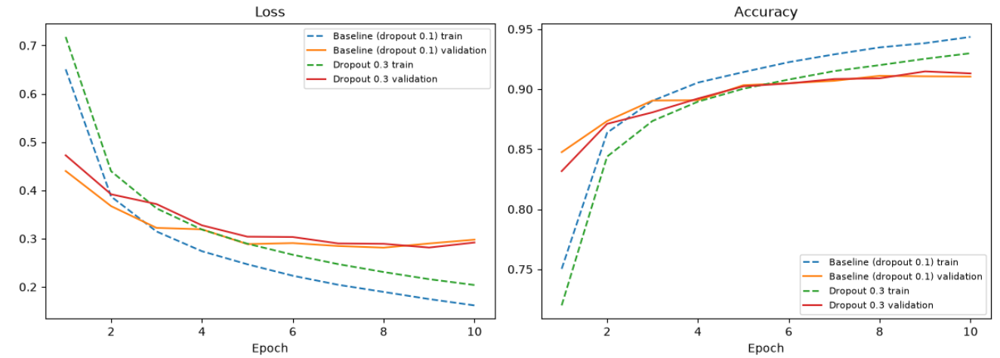 Loss
0.7
0.6
0.5
0.4
0.3
0.2
Baseline (dropout 0.1) train
Baseline (dropout 0.1) validation
Dropout 0.3 train
Dropout 0.3 validation
2
4
6
8
10
Epoch
Accuracy
0.95
0.90
0.85
0.80
0.75
Baseline (dropout 0.1) train
Baseline (dropout 0.1) validation
Dropout 0.3 train
Dropout 0.3 validation
2
4
6
8
10
Epoch